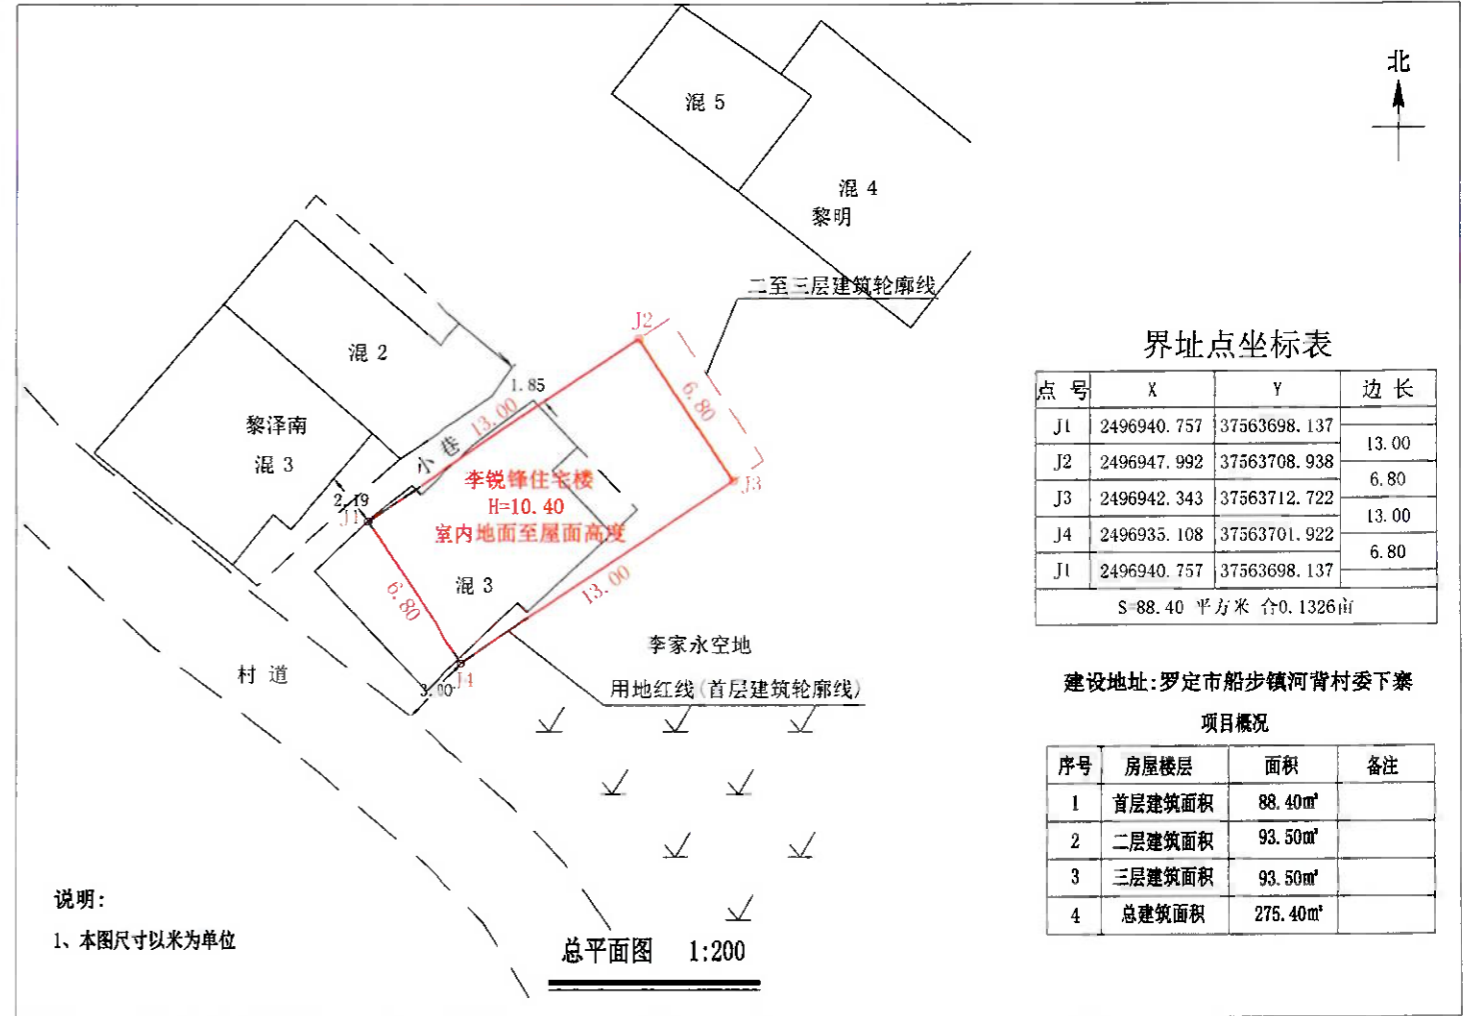 北
混 5
混 4
黎明
二至三层建筑轮廓线
J2
混 2
1.85
13.00
6.80
小巷
黎泽南
混 3
2.19
J1
李锐锋住宅楼
H=10.40
室内地面至屋面高度
J3
混 3
6.80
13.00
J4
3.00
村 道
李家永空地
用地红线(首层建筑轮廓线)
界址点坐标表
点 号 X Y 边 长
J1 2496940.757 37563698.137
13.00
J2 2496947.992 37563708.938
6.80
J3 2496942.343 37563712.722
13.00
J4 2496935.108 37563701.922
6.80
J1 2496940.757 37563698.137
S=88.40 平方米 合0.1326亩
建设地址:罗定市船步镇河背村委下寨
项目概况
序号 房屋楼层 面积 备注
1 首层建筑面积 88.40㎡
2 二层建筑面积 93.50㎡
3 三层建筑面积 93.50㎡
4 总建筑面积 275.40㎡
说明:
1、本图尺寸以米为单位
总平面图 1:200